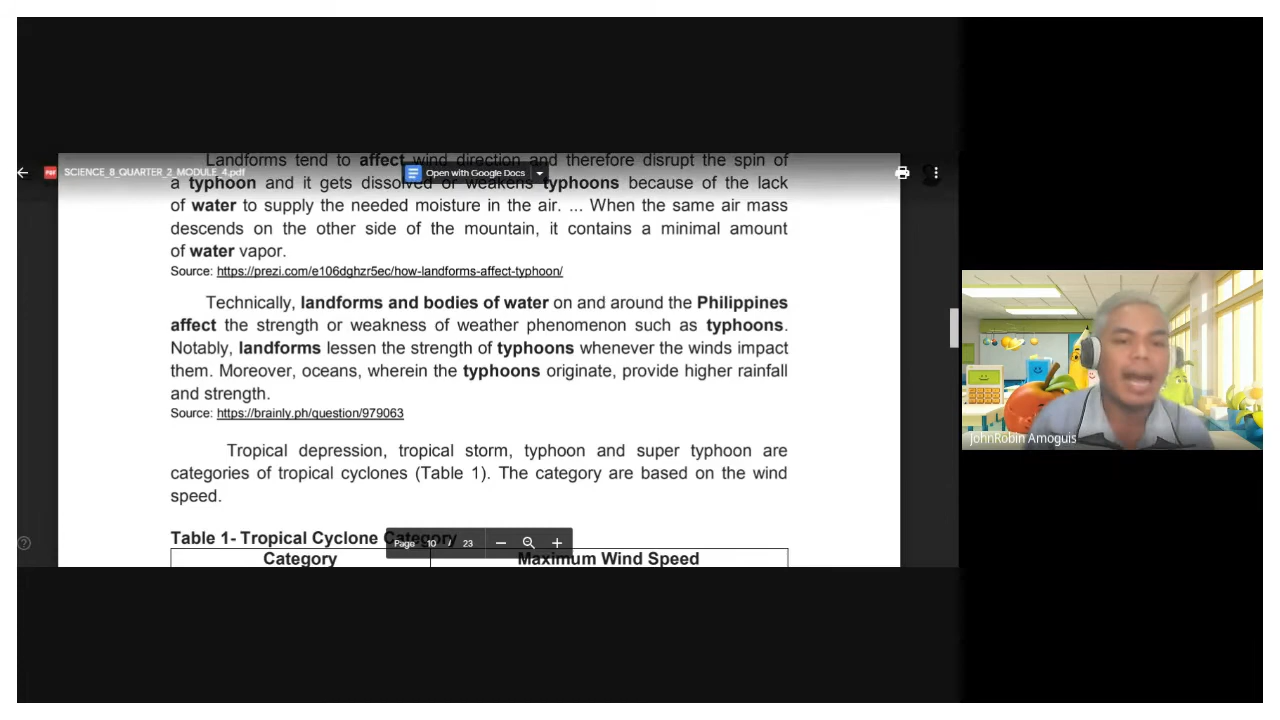 Landforms tend to affect wind direction and therefore disrupt the spin of
SCIENCE_8_QUARTER_2_MODULE_4.pdf
Open with Google Docs
a typhoon and it gets dissolved or weakens typhoons because of the lack
of water to supply the needed moisture in the air. ... When the same air mass
descends on the other side of the mountain, it contains a minimal amount
of water vapor.
Source: https://prezi.com/e106dghzr5ec/how-landforms-affect-typhoon/
Technically, landforms and bodies of water on and around the Philippines
affect the strength or weakness of weather phenomenon such as typhoons.
Notably, landforms lessen the strength of typhoons whenever the winds impact
them. Moreover, oceans, wherein the typhoons originate, provide higher rainfall
and strength.
Source: https://brainly.ph/question/979063
JohnRobin Amoguis
Tropical depression, tropical storm, typhoon and super typhoon are
categories of tropical cyclones (Table 1). The category are based on the wind
speed.
Table 1- Tropical Cyclone Category
Page 10 / 23
Category Maximum Wind Speed